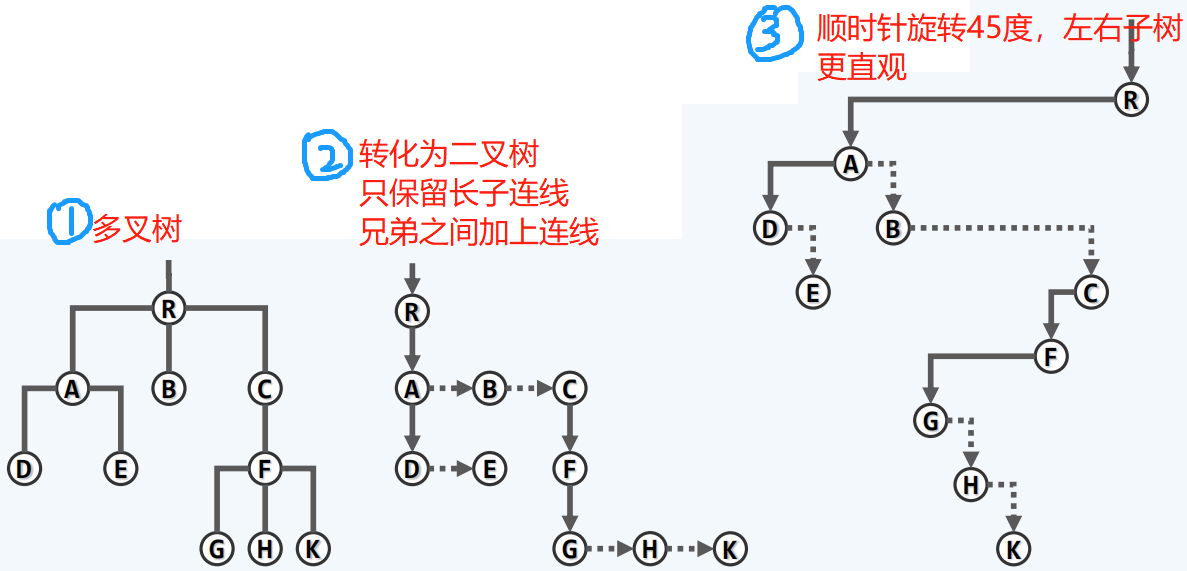 ① 多叉树
R
A B C
D E F
G H K
② 转化为二叉树
只保留长子连线
兄弟之间加上连线
R
A B C
D E F
G H K
③ 顺时针旋转45度，左右子树
更直观
R
A
D B
E C
F
G
H
K